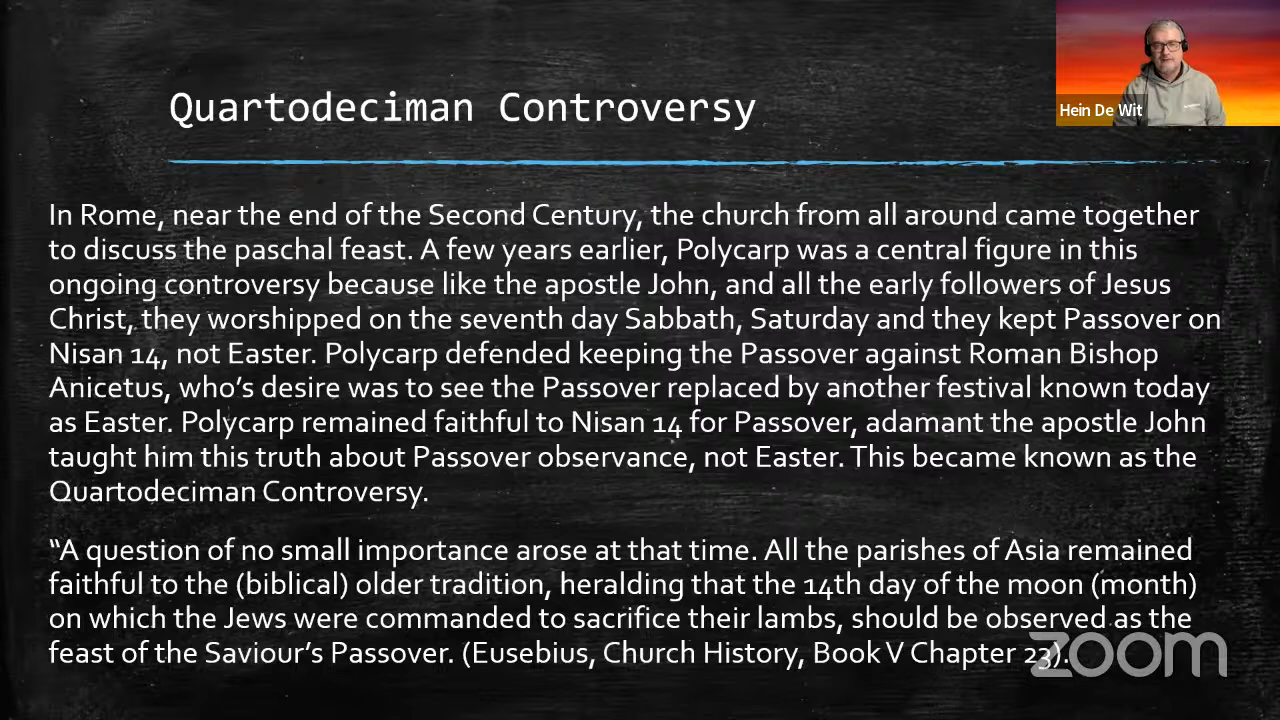 Quartodeciman Controversy
Hein De Wit
In Rome, near the end of the Second Century, the church from all around came together
to discuss the paschal feast. A few years earlier, Polycarp was a central figure in this
ongoing controversy because like the apostle John, and all the early followers of Jesus
Christ, they worshipped on the seventh day Sabbath, Saturday and they kept Passover on
Nisan 14, not Easter. Polycarp defended keeping the Passover against Roman Bishop
Anicetus, who's desire was to see the Passover replaced by another festival known today
as Easter. Polycarp remained faithful to Nisan 14 for Passover, adamant the apostle John
taught him this truth about Passover observance, not Easter. This became known as the
Quartodeciman Controversy.
“A question of no small importance arose at that time. All the parishes of Asia remained
faithful to the (biblical) older tradition, heralding that the 14th day of the moon (month)
on which the Jews were commanded to sacrifice their lambs, should be observed as the
feast of the Saviour's Passover. (Eusebius, Church History, Book V Chapter 23).
zoom